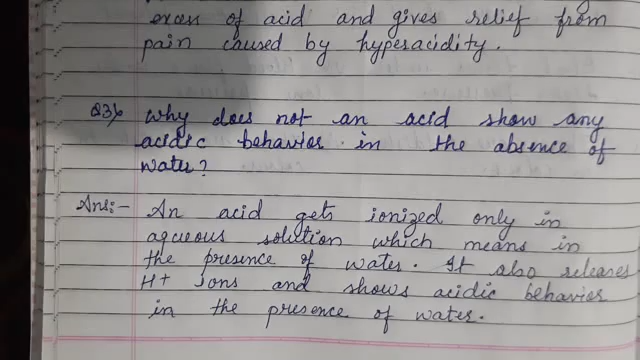 excess of acid and gives relief from
pain caused by hyperacidity.
Q3) Why does not an acid show any
acidic behavior in the absence of
water?
Ans:- An acid gets ionized only in
aqueous solution which means in
the presence of water. It also releases
H+ ions and shows acidic behavior
in the presence of water.